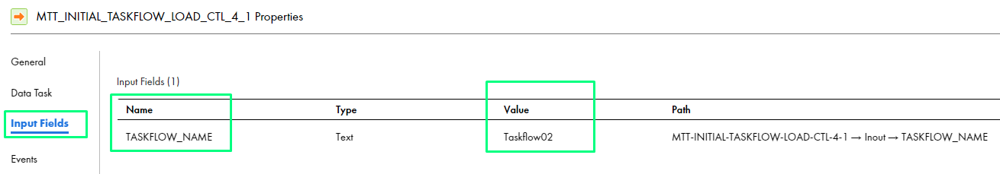 MTT_INITIAL_TASKFLOW_LOAD_CTL_4_1 Properties
General
Data Task
Input Fields
Events
Input Fields (1)
Name Type Value Path
TASKFLOW_NAME Text Taskflow02 MTT-INITIAL-TASKFLOW-LOAD-CTL-4-1 → Inout → TASKFLOW_NAME